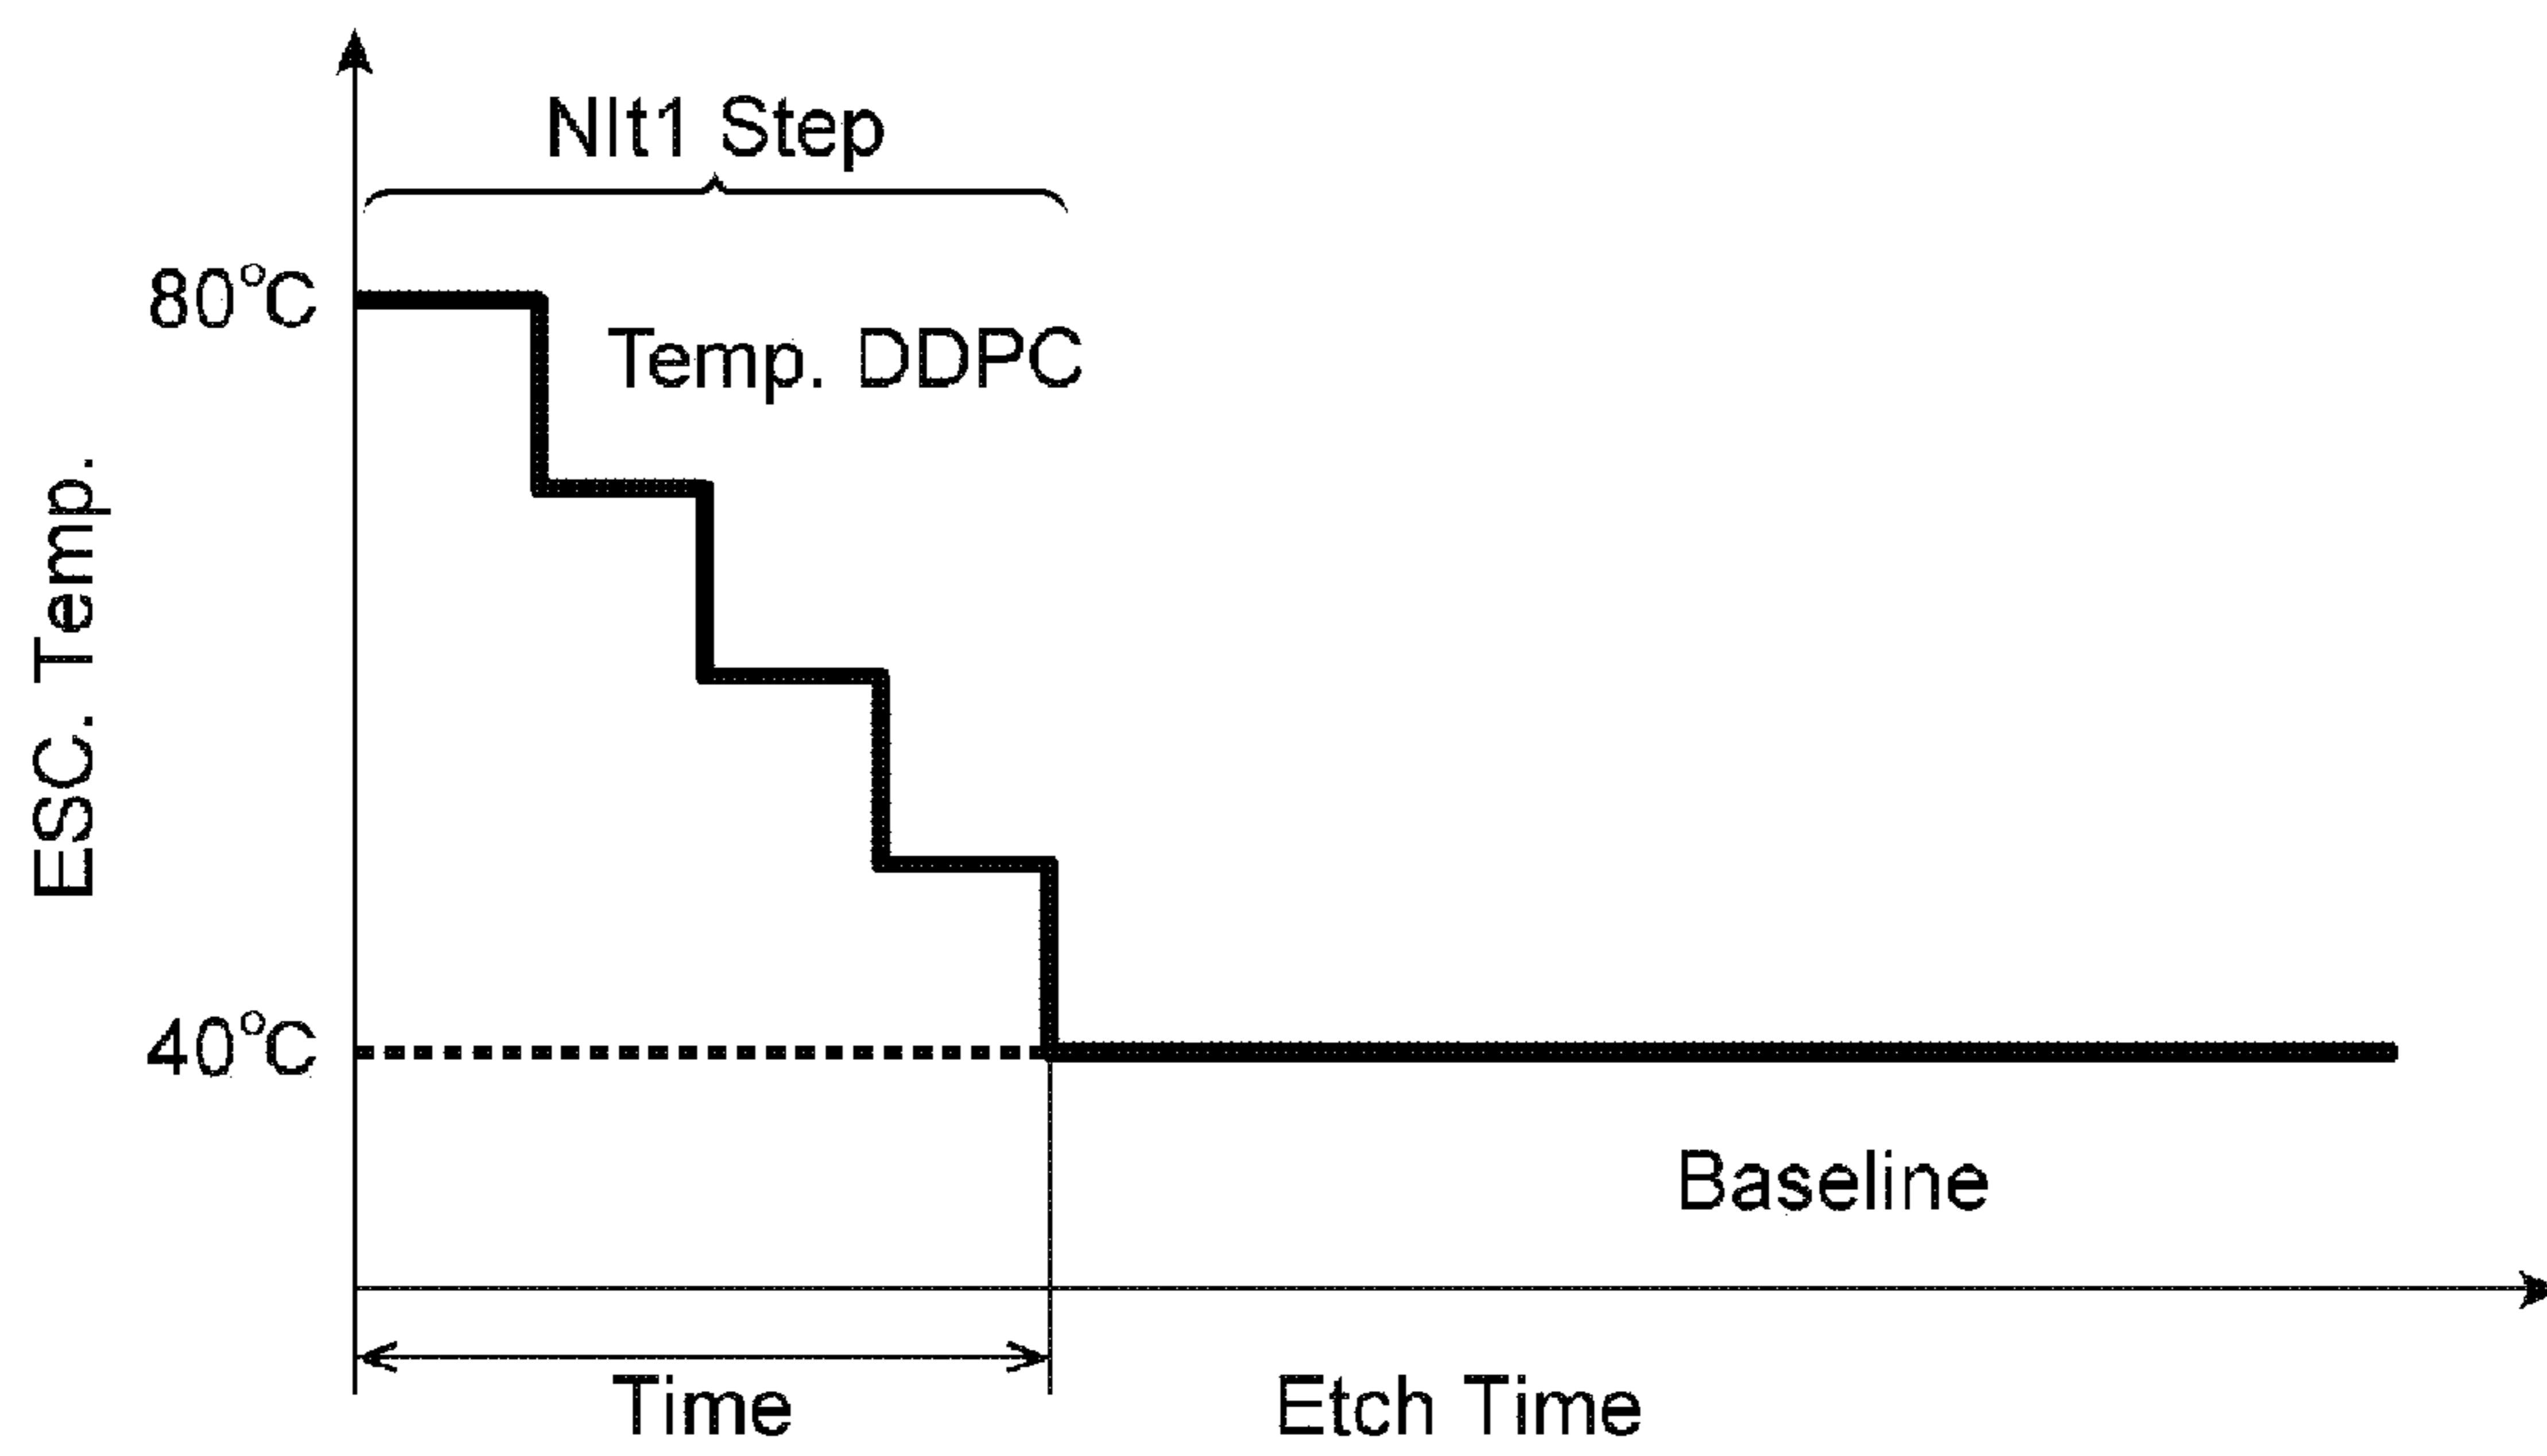 NIt1 Step
80°C
Temp. DDPC
ESC. Temp.
40°C
Baseline
Time
Etch Time